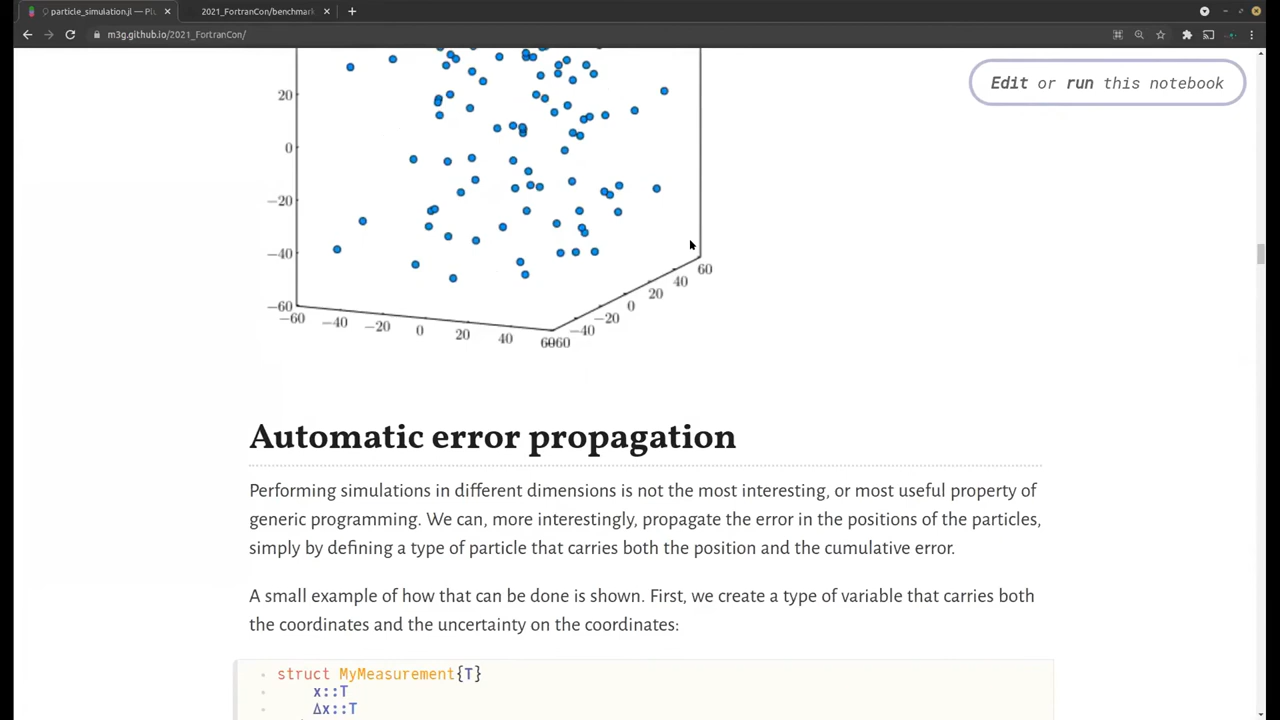 particle_simulation.jl — Plu
2021_FortranCon/benchmark
m3g.github.io/2021_FortranCon/
Edit or run this notebook
20
0
−20
−40
−60
−60
−40
−20
0
20
40
60
−60
−40
−20
0
20
40
60
Automatic error propagation
Performing simulations in different dimensions is not the most interesting, or most useful property of
generic programming. We can, more interestingly, propagate the error in the positions of the particles,
simply by defining a type of particle that carries both the position and the cumulative error.
A small example of how that can be done is shown. First, we create a type of variable that carries both
the coordinates and the uncertainty on the coordinates:
struct MyMeasurement{T}
x::T
Δx::T